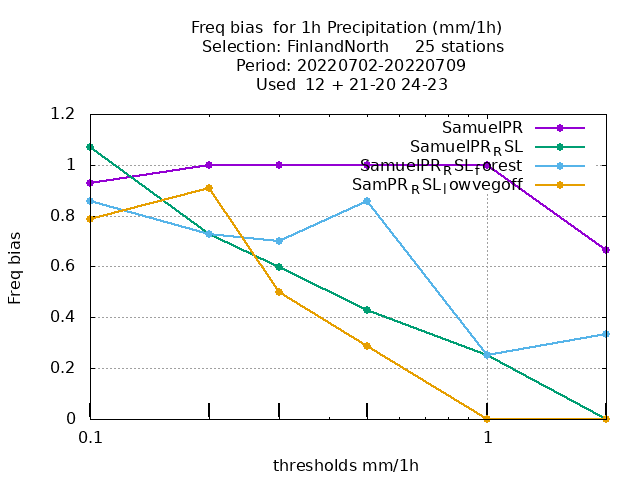 Freq bias  for 1h Precipitation (mm/1h)
Selection: FinlandNorth     25 stations
Period: 20220702-20220709
Used  12 + 21-20 24-23
SamuelPR
SamuelPR_RSL
SamuelPR_RSL_forest
SamPR_RSL_lowvegoff
1.2
1
0.8
0.6
0.4
0.2
0
Freq bias
0.1
1
thresholds mm/1h